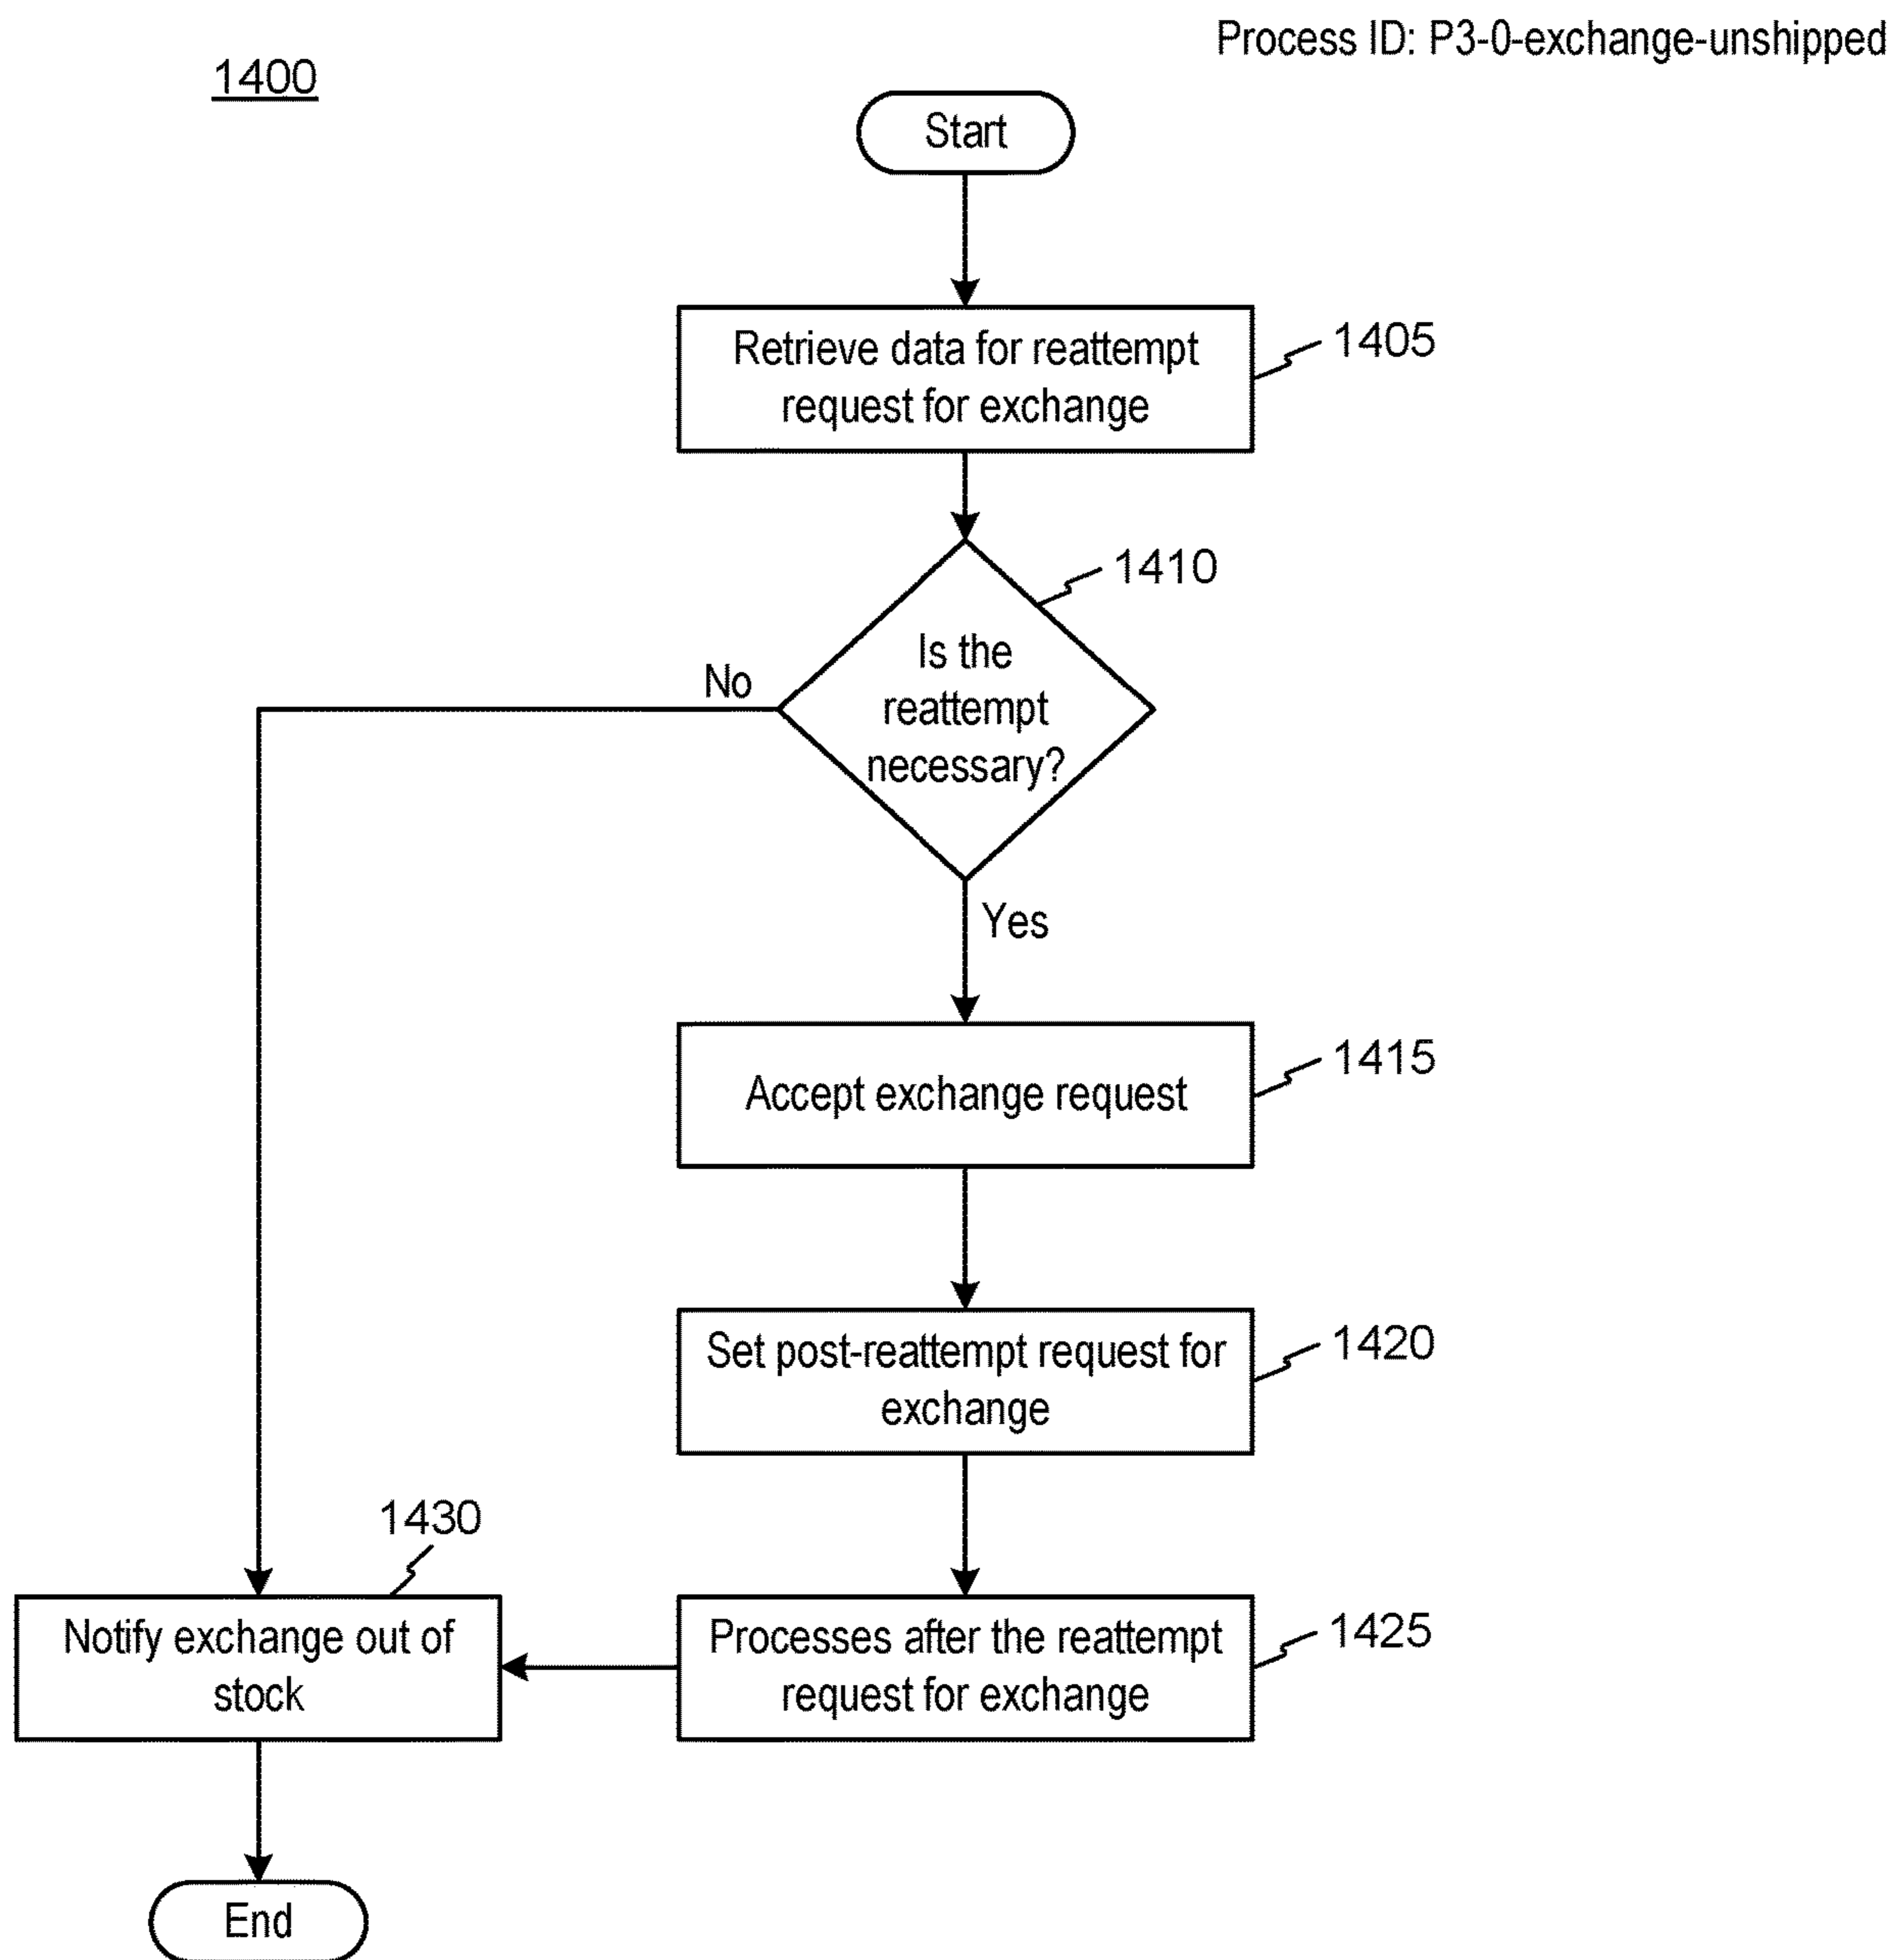 Process ID: P3-0-exchange-unshipped
1400
Start
Retrieve data for reattempt
request for exchange
1405
1410
Is the
reattempt
necessary?
No
Yes
Accept exchange request
1415
Set post-reattempt request for
exchange
1420
1430
Notify exchange out of
stock
Processes after the reattempt
request for exchange
1425
End